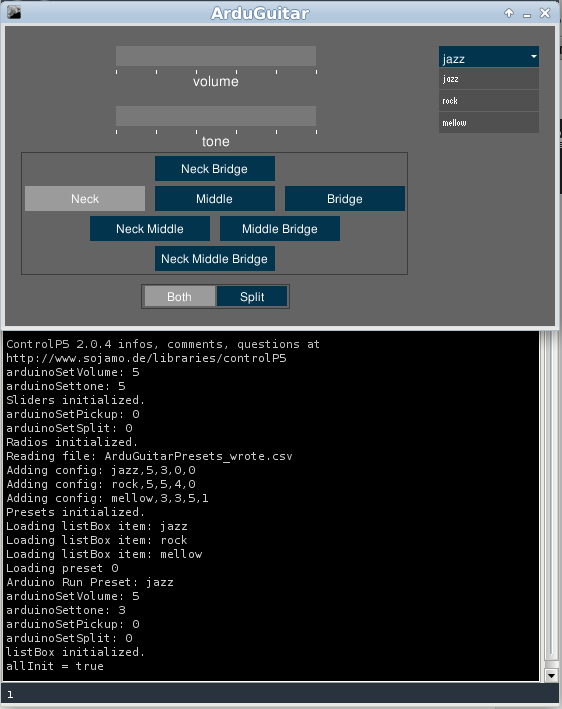 ArduGuitar
volume
tone
jazz
jazz
rock
mellow
Neck Bridge
Neck Middle Bridge
Neck Middle Middle Bridge
Neck Middle Bridge
Both Split
ControlP5 2.0.4 infos, comments, questions at
http://www.sojamo.de/libraries/controlP5
arduinoSetVolume: 5
arduinoSettone: 5
Sliders initialized.
arduinoSetPickup: 0
arduinoSetSplit: 0
Radios initialized.
Reading file: ArduGuitarPresets_wrote.csv
Adding config: jazz,5,3,0,0
Adding config: rock,5,5,4,0
Adding config: mellow,3,3,5,1
Presets initialized.
Loading listBox item: jazz
Loading listBox item: rock
Loading listBox item: mellow
Loading preset 0
Arduino Run Preset: jazz
arduinoSetVolume: 5
arduinoSettone: 3
arduinoSetPickup: 0
arduinoSetSplit: 0
listBox initialized.
allInit = true
1